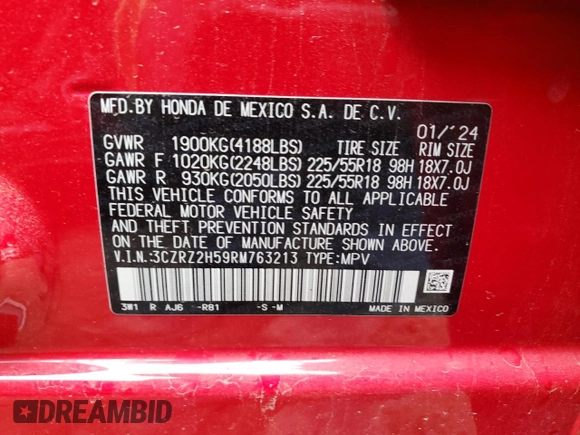 MFD.BY HONDA DE MEXICO S.A. DE C.V.
01/'24
GVWR 1900KG(4188LBS) TIRE SIZE RIM SIZE
GAWR F 1020KG(2248LBS) 225/55R18 98H 18X7.0J
GAWR R 930KG(2050LBS) 225/55R18 98H 18X7.0J
THIS VEHICLE CONFORMS TO ALL APPLICABLE
FEDERAL MOTOR VEHICLE SAFETY
AND THEFT PREVENTION STANDARDS IN EFFECT
ON THE DATE OF MANUFACTURE SHOWN ABOVE.
V.I.N.:3CZRZ2H59RM763213 TYPE:MPV
3W1 R AJ6 -R81 -S -M
MADE IN MEXICO
DREAMBID